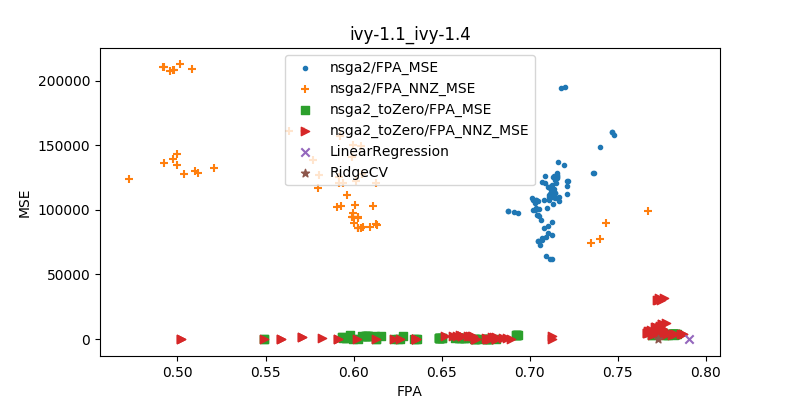 ivy-1.1_ivy-1.4
nsga2/FPA_MSE
nsga2/FPA_NNZ_MSE
nsga2_toZero/FPA_MSE
nsga2_toZero/FPA_NNZ_MSE
LinearRegression
RidgeCV
MSE
200000
150000
100000
50000
0
0.50
0.55
0.60
0.65
0.70
0.75
0.80
FPA